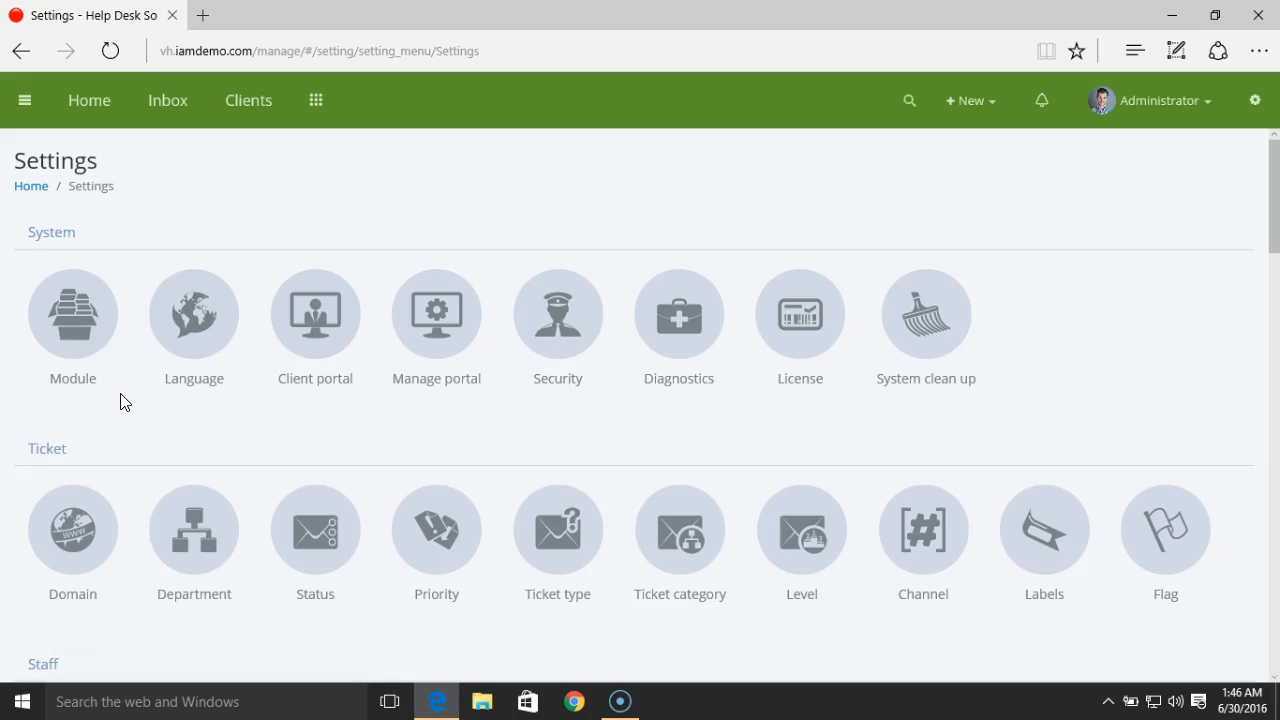 Settings - Help Desk So
vh.iamdemo.com/manage/#/setting/setting_menu/Settings
Home Inbox Clients New Administrator
Settings
Home / Settings
System
Module Language Client portal Manage portal Security Diagnostics License System clean up
Ticket
WWW
Domain Department Status Priority Ticket type Ticket category Level Channel Labels Flag
Staff
Search the web and Windows
1:46 AM
6/30/2016